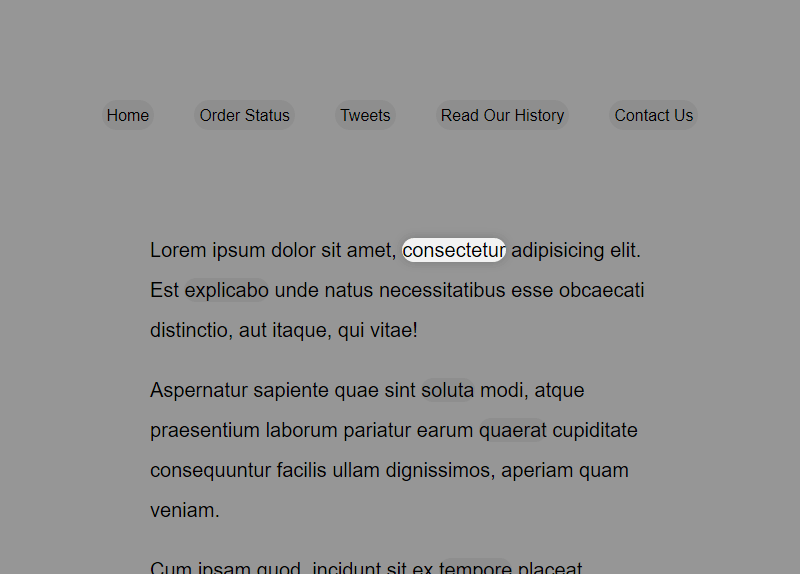 Home Order Status Tweets Read Our History Contact Us
Lorem ipsum dolor sit amet, consectetur adipisicing elit.
Est explicabo unde natus necessitatibus esse obcaecati
distinctio, aut itaque, qui vitae!
Aspernatur sapiente quae sint soluta modi, atque
praesentium laborum pariatur earum quaerat cupiditate
consequuntur facilis ullam dignissimos, aperiam quam
veniam.
Cum ipsam quod, incidunt sit ex tempore placeat